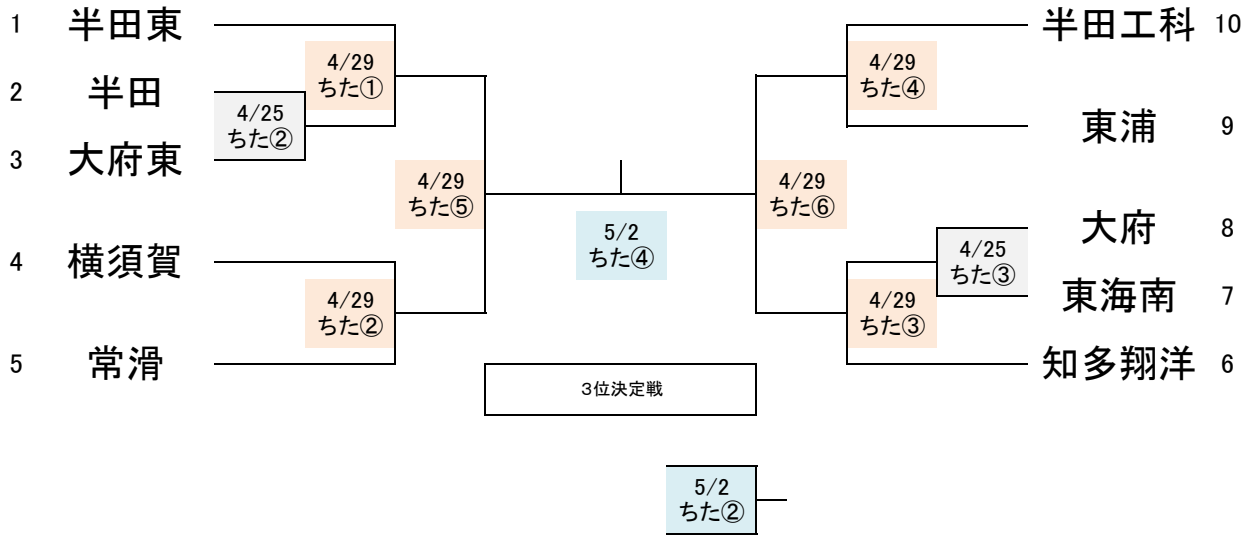 1 半田東
2 半田
3 大府東
4 横須賀
5 常滑
4/29
ちた①
4/25
ちた②
4/29
ちた⑤
4/29
ちた②
5/2
ちた④
3位決定戦
5/2
ちた②
4/29
ちた④
4/29
ちた⑥
4/25
ちた③
4/29
ちた③
半田工科 10
東浦 9
大府 8
東海南 7
知多翔洋 6